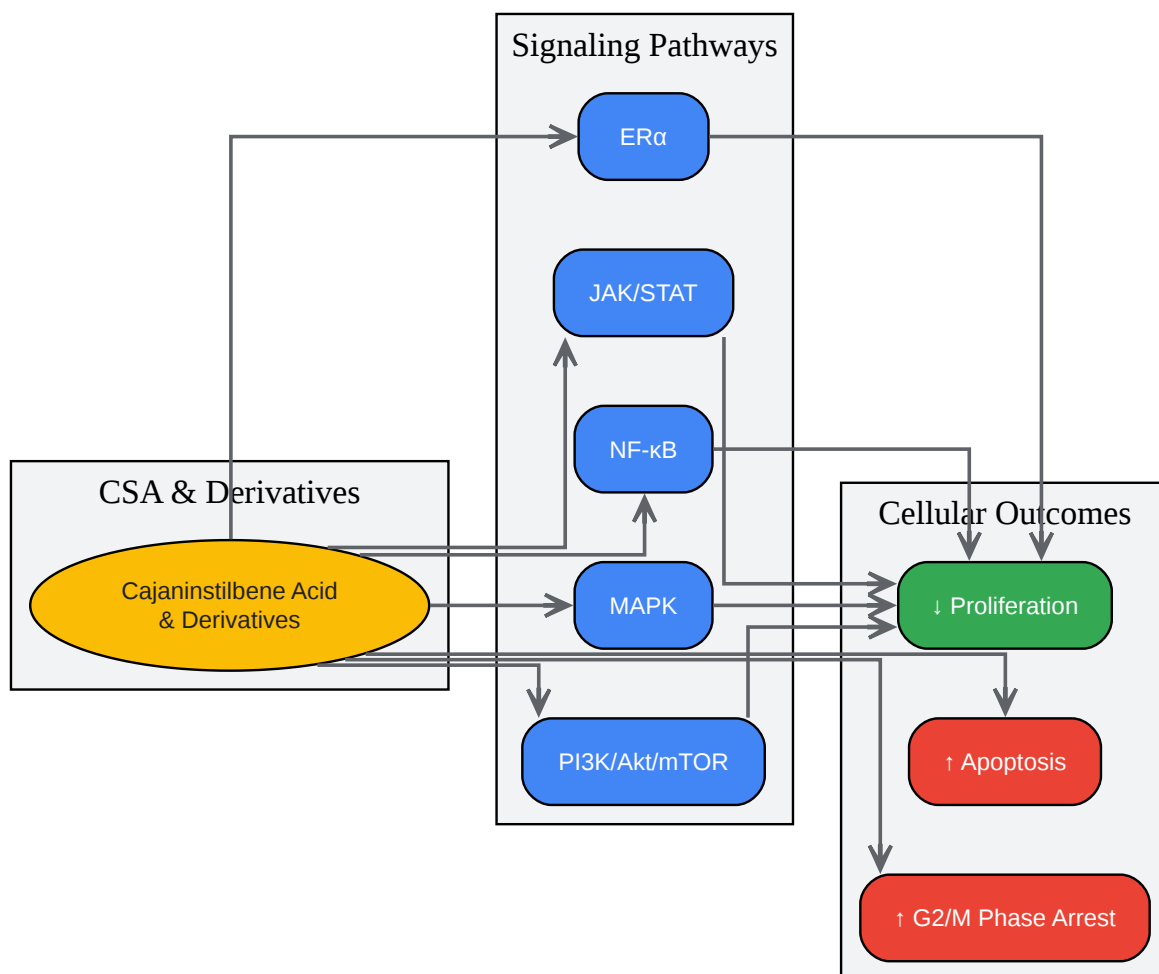 Signaling Pathways
ERα
JAK/STAT
NF-κB
CSA & Derivatives
Cajaninstilbene Acid
& Derivatives
MAPK
PI3K/Akt/mTOR
Cellular Outcomes
↓ Proliferation
↑ Apoptosis
↑ G2/M Phase Arrest